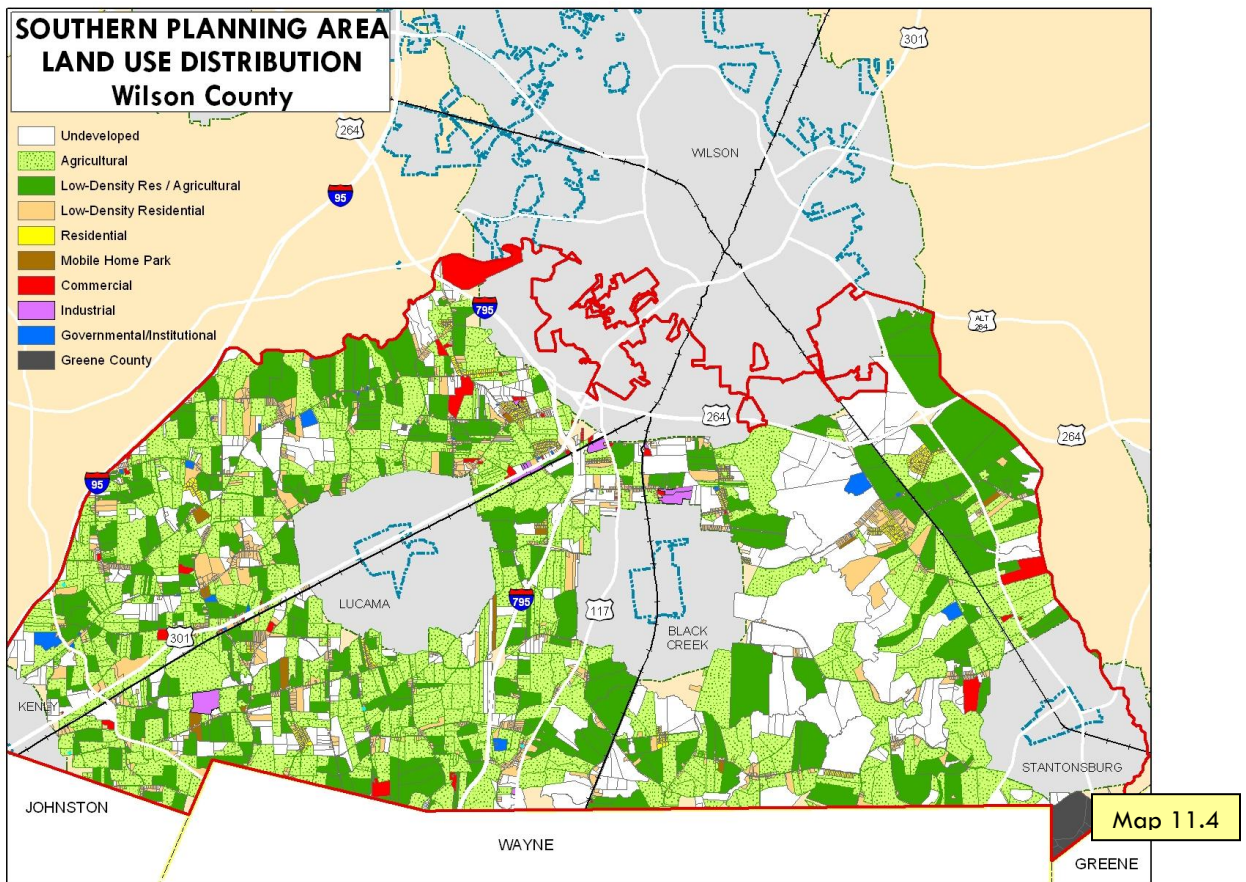 SOUTHERN PLANNING AREA
LAND USE DISTRIBUTION
Wilson County
Undeveloped
Agricultural
Low-Density Res / Agricultural
Low-Density Residential
Residential
Mobile Home Park
Commercial
Industrial
Governmental/Institutional
Greene County
301
264
WILSON
95
795
ALT
264
264
264
95
LUCAMA
795
117
BLACK
CREEK
301
KENLY
STANTONSBURG
JOHNSTON
WAYNE
Map 11.4
GREENE